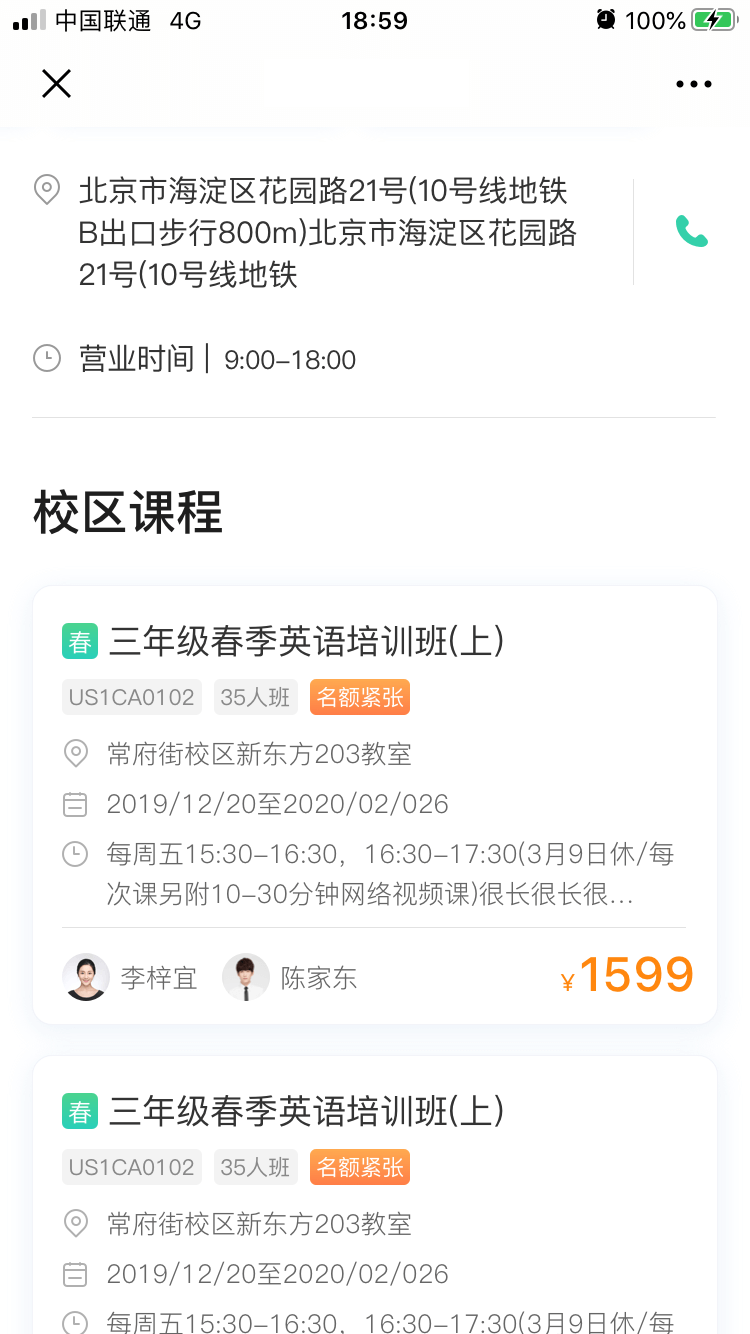 中国联通 4G 18:59 100%
北京市海淀区花园路21号(10号线地铁
B出口步行800m)北京市海淀区花园路
21号(10号线地铁
营业时间 | 9:00-18:00
校区课程
春 三年级春季英语培训班(上)
US1CA0102 35人班 名额紧张
常府街校区新东方203教室
2019/12/20至2020/02/026
每周五15:30-16:30，16:30-17:30(3月9日休/每
次课另附10-30分钟网络视频课)很长很长很...
李梓宜 陈家东 ¥1599
春 三年级春季英语培训班(上)
US1CA0102 35人班 名额紧张
常府街校区新东方203教室
2019/12/20至2020/02/026
每周五15:30-16:30，16:30-17:30(3月9日休/每